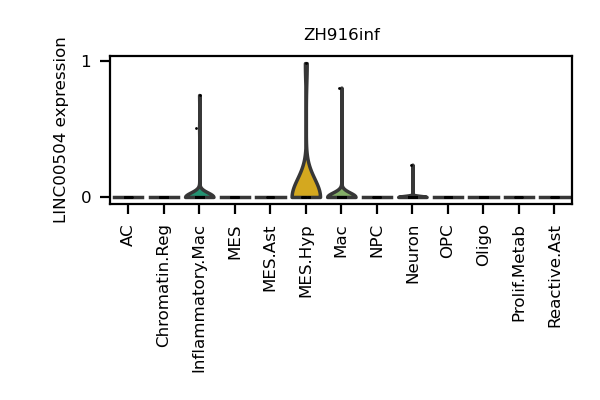 ZH916inf
LINC00504 expression
1
0
AC
Chromatin.Reg
Inflammatory.Mac
MES
MES.Ast
MES.Hyp
Mac
NPC
Neuron
OPC
Oligo
Prolif.Metab
Reactive.Ast